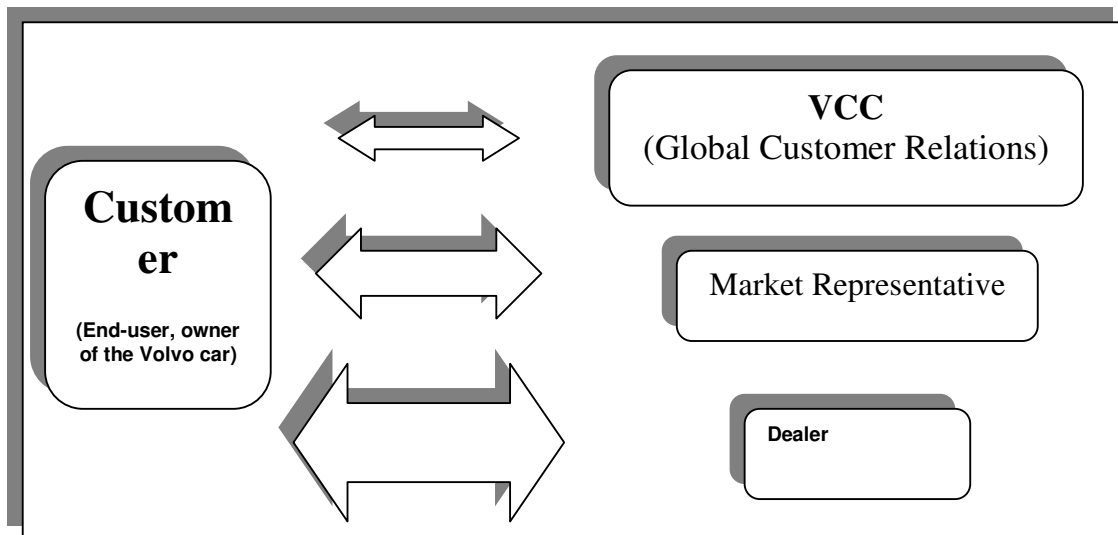 Custom
er
(End-user, owner
of the Volvo car)
VCC
(Global Customer Relations)
Market Representative
Dealer